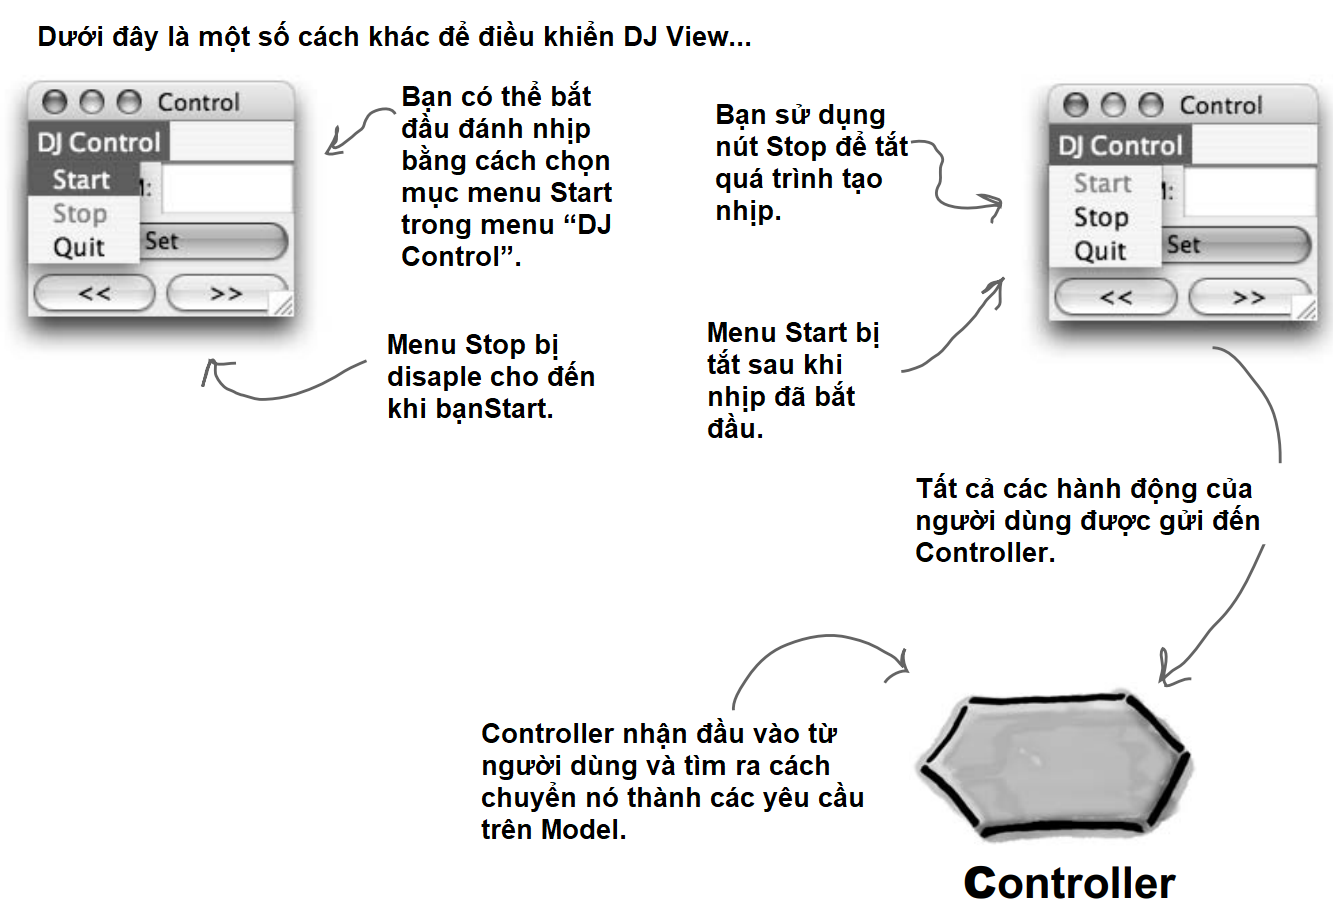 Dưới đây là một số cách khác để điều khiển DJ View...
Control
DJ Control
Start
Stop
Quit
Set
<<
>>
Bạn có thể bắt
đầu đánh nhịp
bằng cách chọn
mục menu Start
trong menu “DJ
Control”.
Menu Stop bị
disaple cho đến
khi bạnStart.
Bạn sử dụng
nút Stop để tắt
quá trình tạo
nhịp.
Menu Start bị
tắt sau khi
nhịp đã bắt
đầu.
Control
DJ Control
Start
Stop
Quit
Set
<<
>>
Tất cả các hành động của
người dùng được gửi đến
Controller.
Controller nhận đầu vào từ
người dùng và tìm ra cách
chuyển nó thành các yêu cầu
trên Model.
Controller